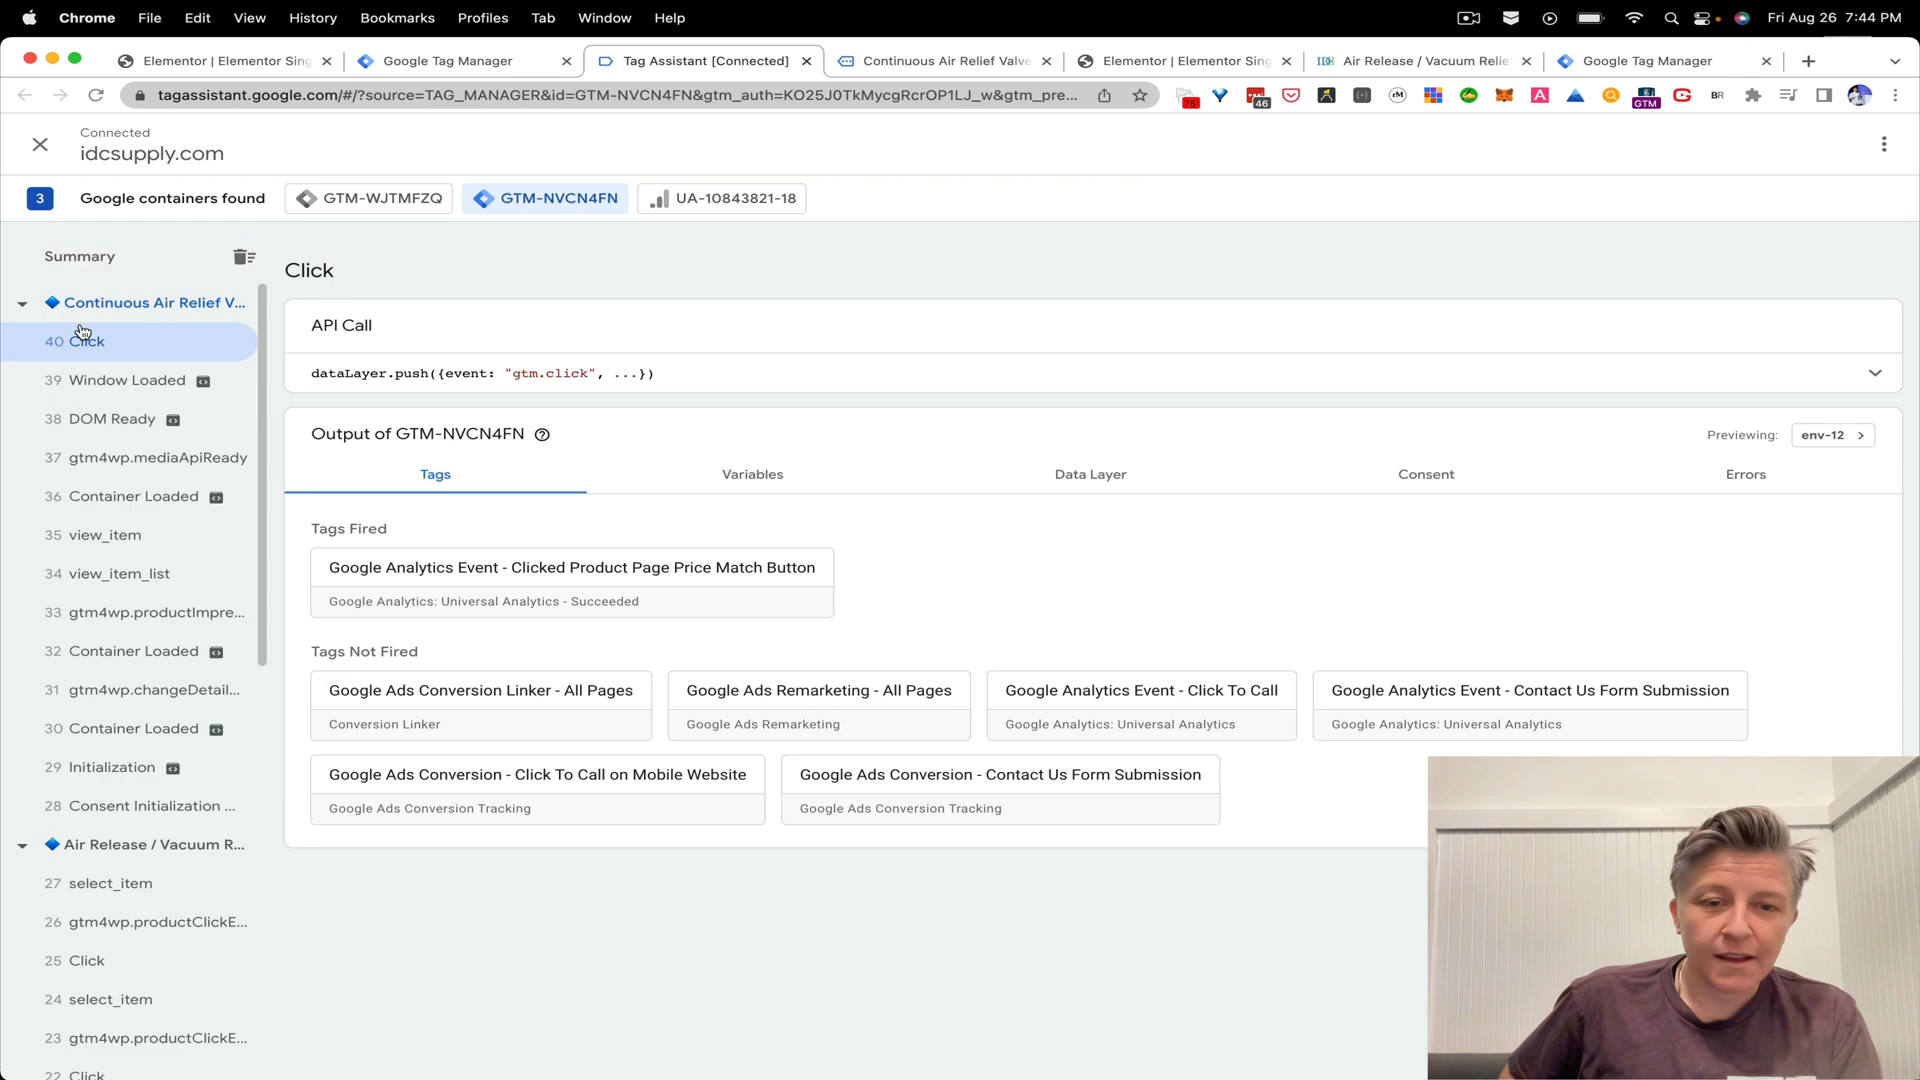 Chrome File Edit View History Bookmarks Profiles Tab Window Help Fri Aug 26 7:44 PM
Elementor | Elementor Sing Google Tag Manager Tag Assistant [Connected] Continuous Air Relief Valve Elementor | Elementor Sing Air Release / Vacuum Relie Google Tag Manager
tagassistant.google.com/#/?source=TAG_MANAGER&id=GTM-NVCN4FN&gtm_auth=KO25J0TkMycgRcrOP1LJ_w&gtm_pre...
Connected
idcsupply.com
3 Google containers found GTM-WJTMFZQ GTM-NVCN4FN UA-10843821-18
Summary
Continuous Air Relief V...
40 Click
39 Window Loaded
38 DOM Ready
37 gtm4wp.mediaApiReady
36 Container Loaded
35 view_item
34 view_item_list
33 gtm4wp.productImpre...
32 Container Loaded
31 gtm4wp.changeDetail...
30 Container Loaded
29 Initialization
28 Consent Initialization ...
Air Release / Vacuum R...
27 select_item
26 gtm4wp.productClickE...
25 Click
24 select_item
23 gtm4wp.productClickE...
22 Click
Click
API Call
dataLayer.push({event: "gtm.click", ...})
Output of GTM-NVCN4FN Previewing: env-12
Tags Variables Data Layer Consent Errors
Tags Fired
Google Analytics Event - Clicked Product Page Price Match Button
Google Analytics: Universal Analytics - Succeeded
Tags Not Fired
Google Ads Conversion Linker - All Pages Google Ads Remarketing - All Pages Google Analytics Event - Click To Call Google Analytics Event - Contact Us Form Submission
Conversion Linker Google Ads Remarketing Google Analytics: Universal Analytics Google Analytics: Universal Analytics
Google Ads Conversion - Click To Call on Mobile Website Google Ads Conversion - Contact Us Form Submission
Google Ads Conversion Tracking Google Ads Conversion Tracking